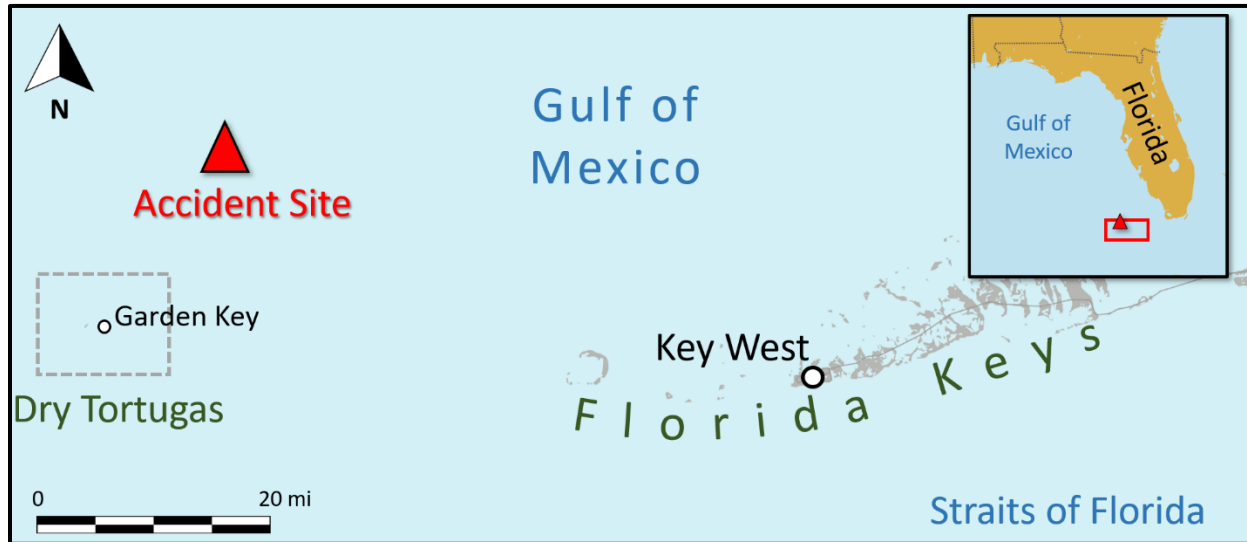 N
Accident Site
Gulf of
Mexico
Garden Key
Dry Tortugas
Key West
Florida Keys
0 20 mi
Straits of Florida
Gulf of
Mexico
Florida